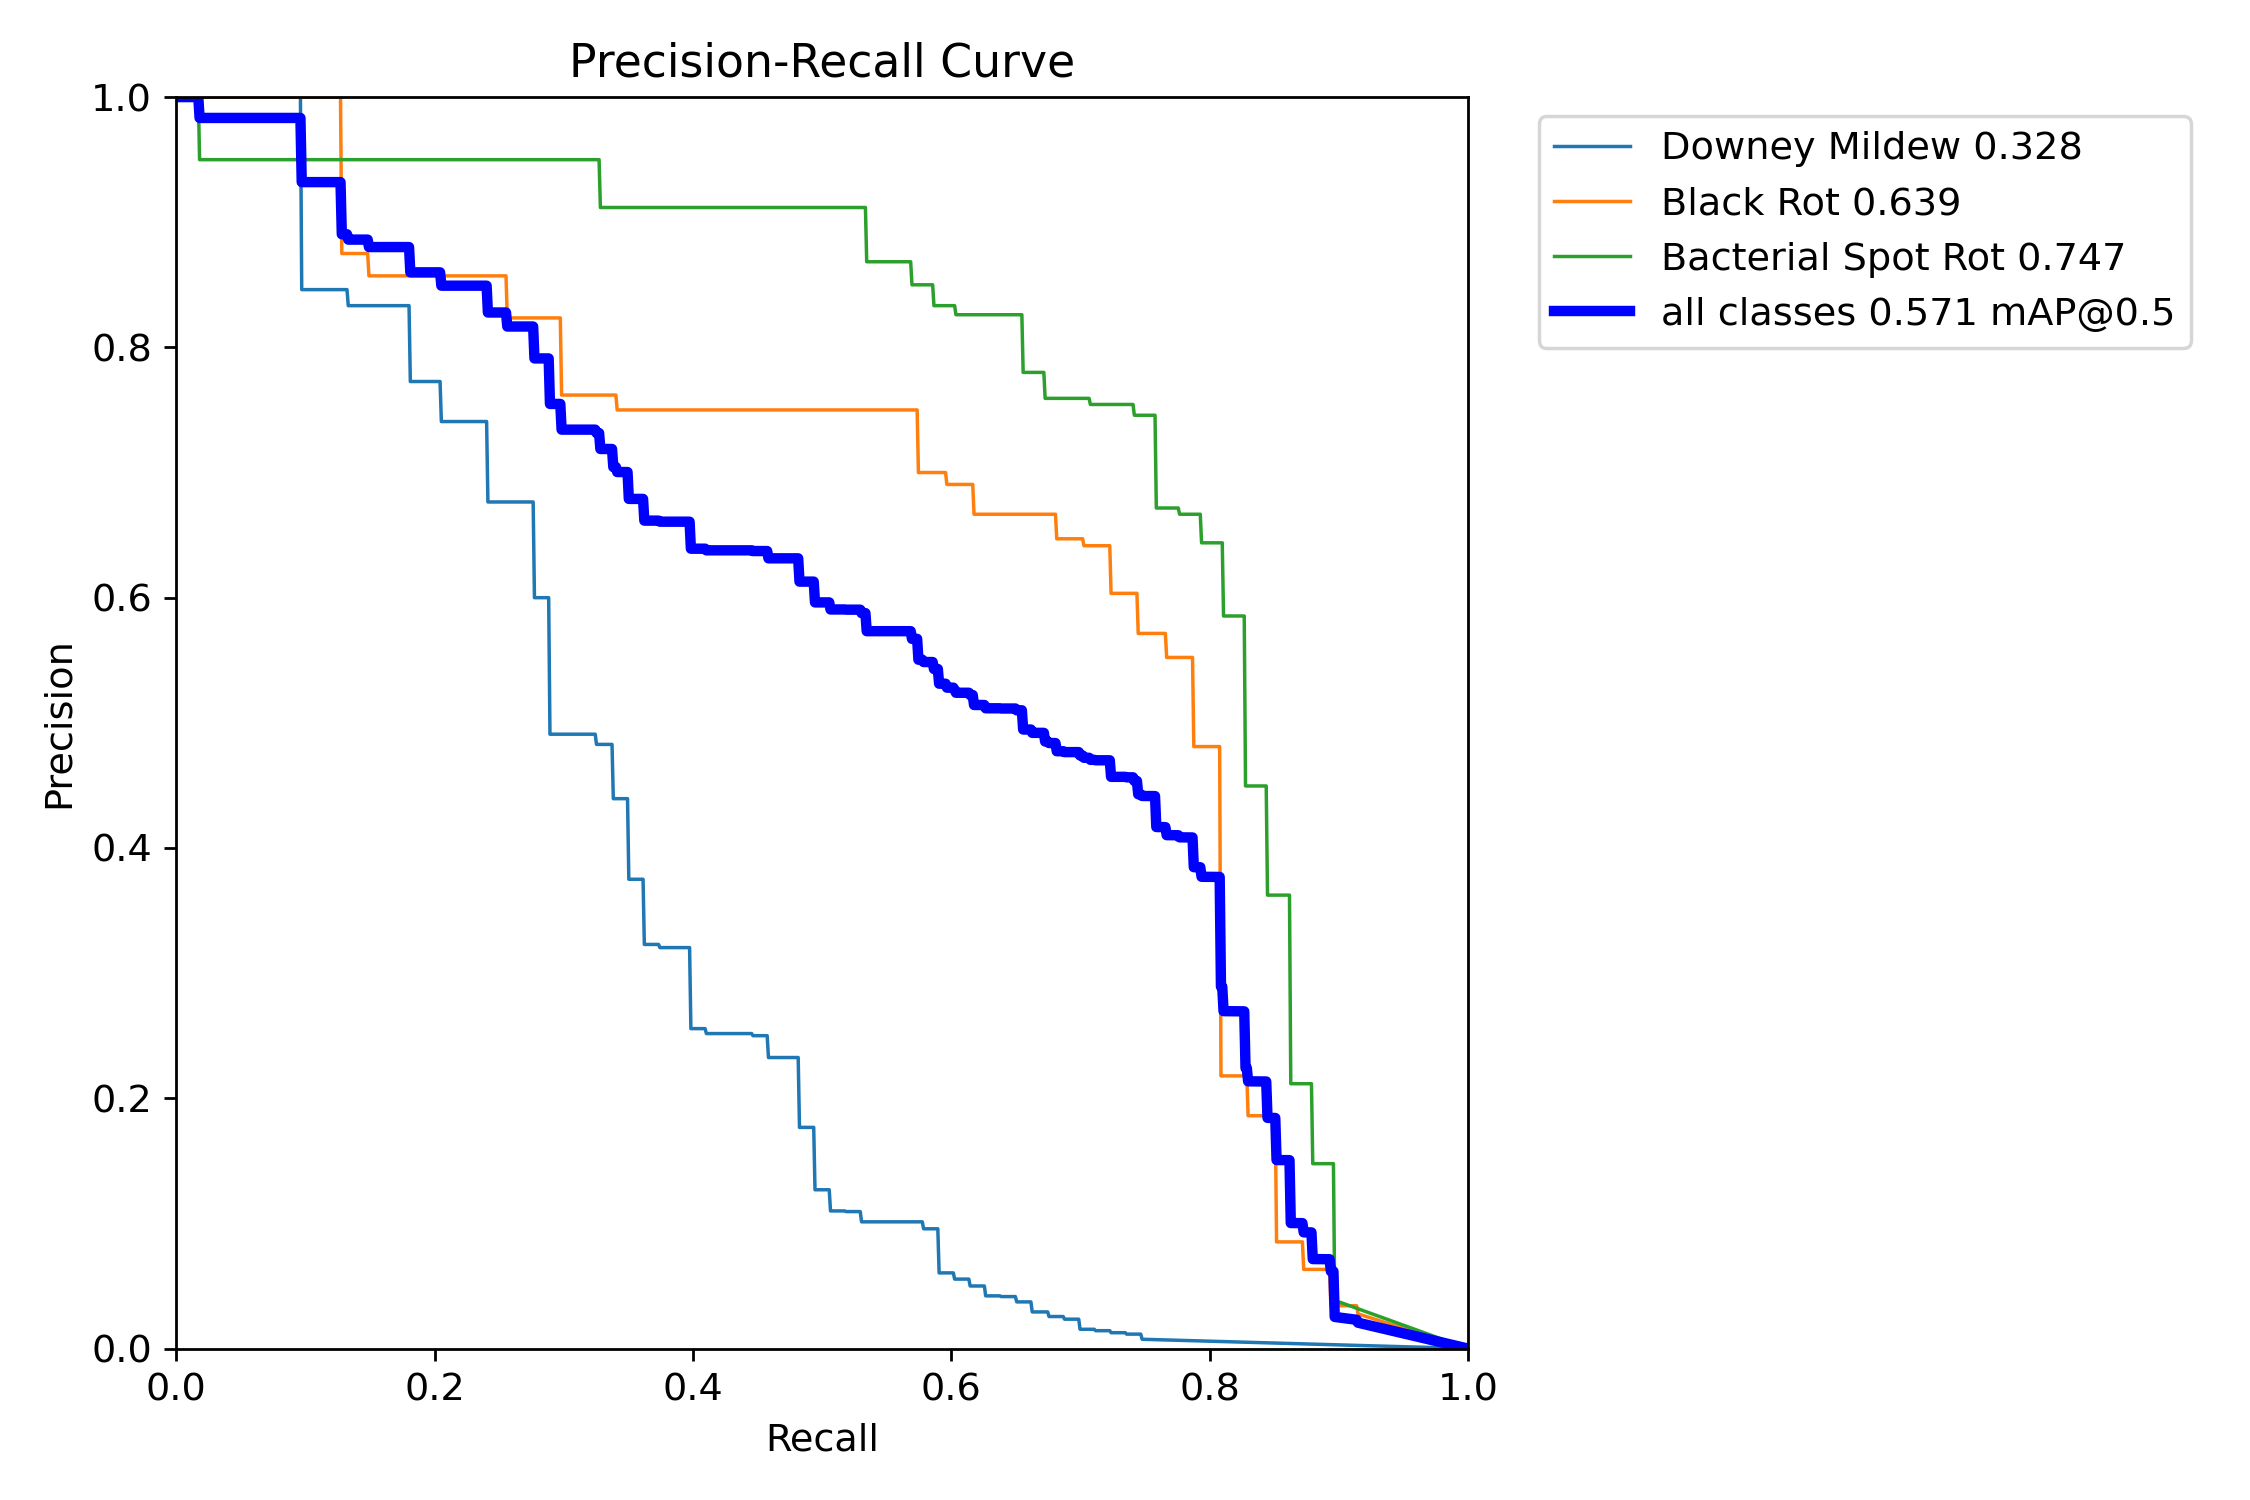 Precision-Recall Curve
1.0
0.8
0.6
0.4
0.2
0.0
Precision
0.0 0.2 0.4 0.6 0.8 1.0
Recall
Downey Mildew 0.328
Black Rot 0.639
Bacterial Spot Rot 0.747
all classes 0.571 mAP@0.5